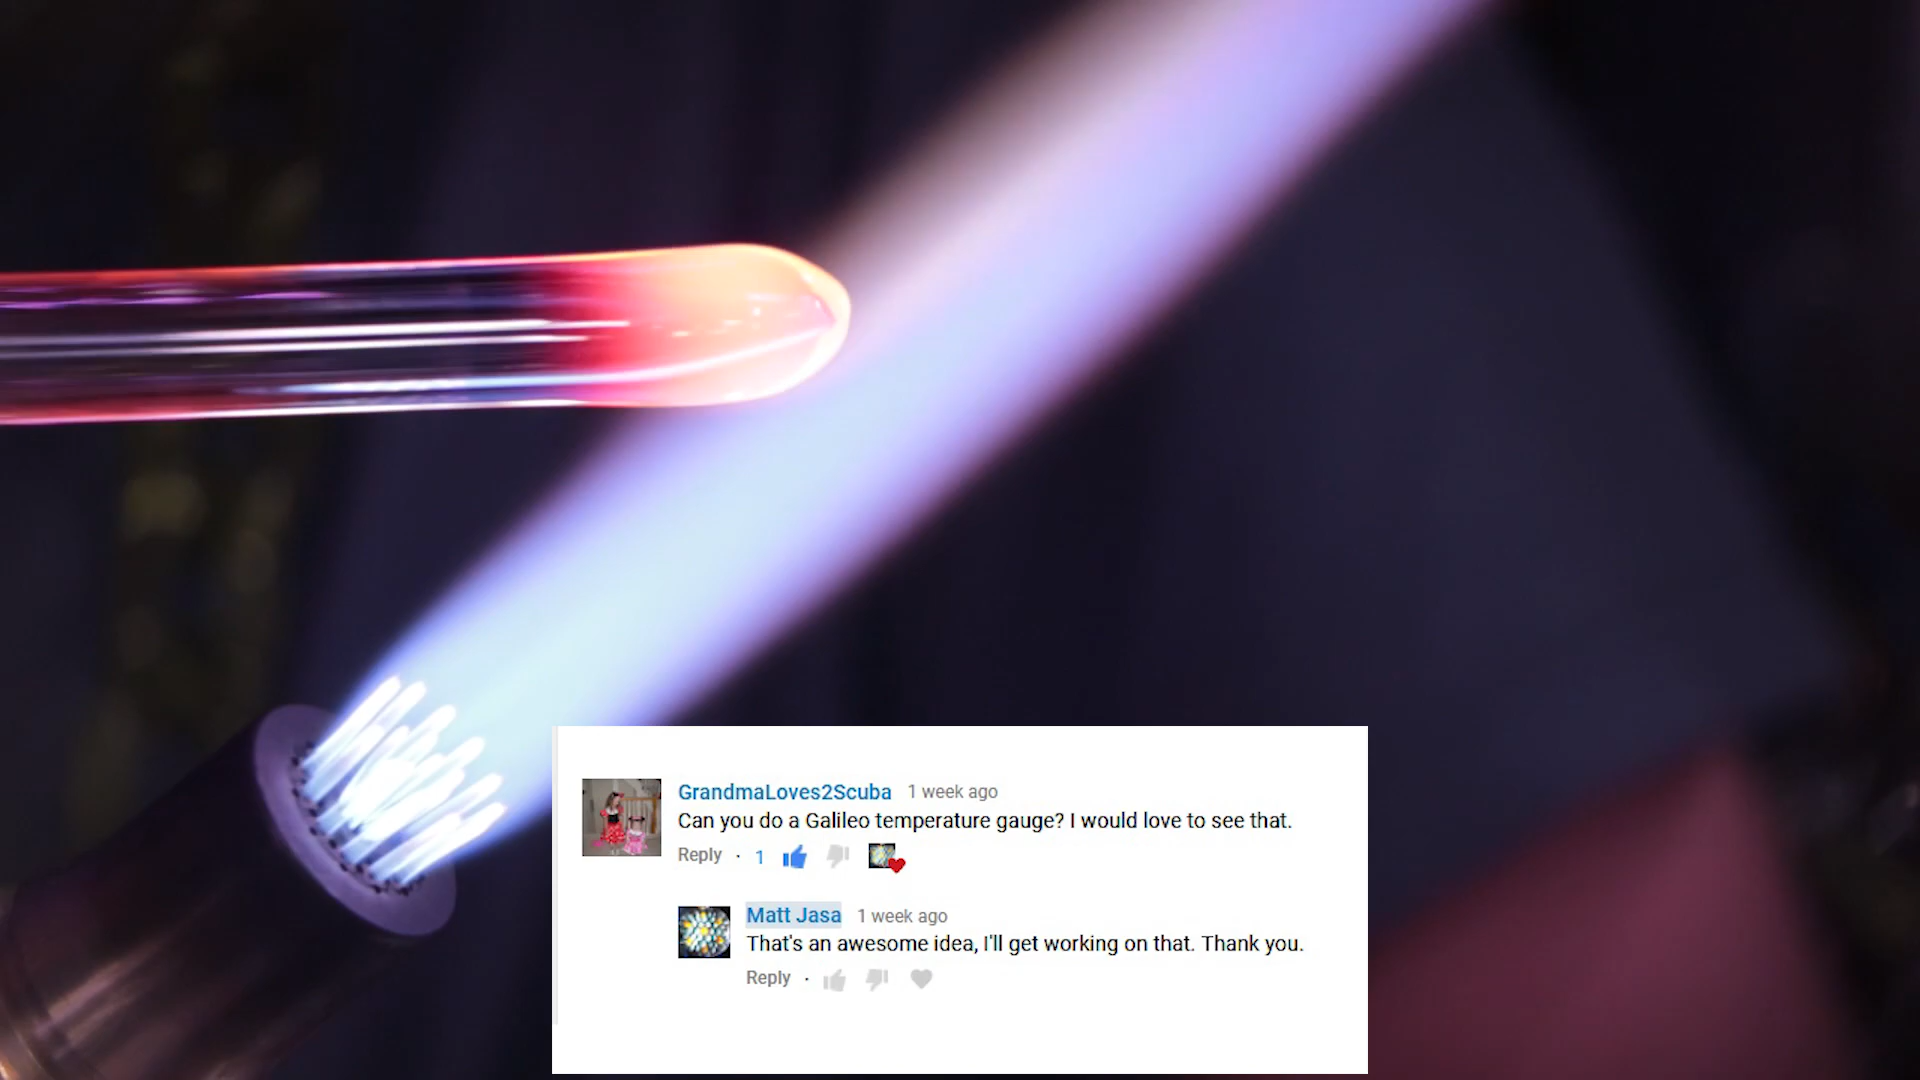 GrandmaLoves2Scuba 1 week ago
Can you do a Galileo temperature gauge? I would love to see that.
Reply · 1
Matt Jasa 1 week ago
That's an awesome idea, I'll get working on that. Thank you.
Reply ·